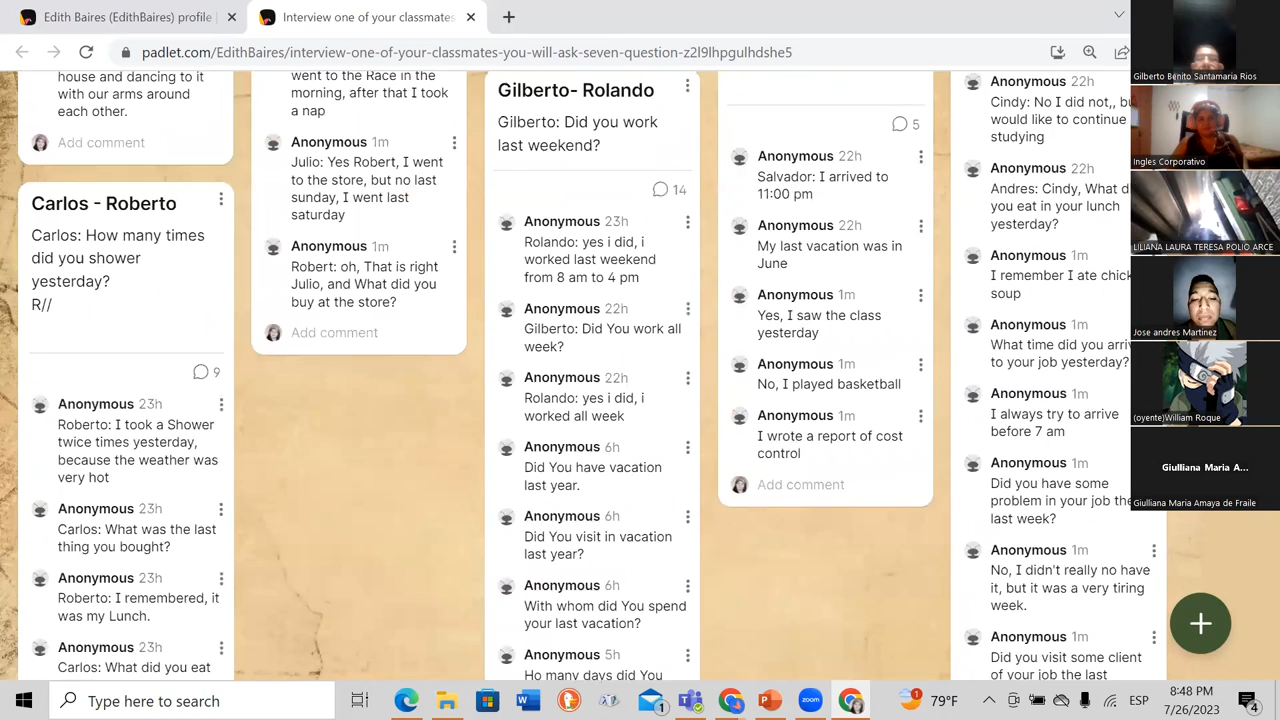 Edith Baires (EdithBaires) profile
Interview one of your classmates
padlet.com/EdithBaires/interview-one-of-your-classmates-you-will-ask-seven-question-z2l9lhpgulhdshe5
house and dancing to it
with our arms around
each other.
Add comment
Carlos - Roberto
Carlos: How many times
did you shower
yesterday?
R//
9
Anonymous 23h
Roberto: I took a Shower
twice times yesterday,
because the weather was
very hot
Anonymous 23h
Carlos: What was the last
thing you bought?
Anonymous 23h
Roberto: I remembered, it
was my Lunch.
Anonymous 23h
Carlos: What did you eat
went to the Race in the
morning, after that I took
a nap
Anonymous 1m
Julio: Yes Robert, I went
to the store, but no last
sunday, I went last
saturday
Anonymous 1m
Robert: oh, That is right
Julio, and What did you
buy at the store?
Add comment
Gilberto- Rolando
Gilberto: Did you work
last weekend?
14
Anonymous 23h
Rolando: yes i did, i
worked last weekend
from 8 am to 4 pm
Anonymous 22h
Gilberto: Did You work all
week?
Anonymous 22h
Rolando: yes i did, i
worked all week
Anonymous 6h
Did You have vacation
last year.
Anonymous 6h
Did You visit in vacation
last year?
Anonymous 6h
With whom did You spend
your last vacation?
Anonymous 5h
Ho many days did You
5
Anonymous 22h
Salvador: I arrived to
11:00 pm
Anonymous 22h
My last vacation was in
June
Anonymous 1m
Yes, I saw the class
yesterday
Anonymous 1m
No, I played basketball
Anonymous 1m
I wrote a report of cost
control
Add comment
Anonymous 22h
Cindy: No I did not,, bu
would like to continue
studying
Anonymous 22h
Andres: Cindy, What d
you eat in your lunch
yesterday?
Anonymous 1m
I remember I ate chick
soup
Anonymous 1m
What time did you arri
to your job yesterday?
Anonymous 1m
I always try to arrive
before 7 am
Anonymous 1m
Did you have some
problem in your job the
last week?
Anonymous 1m
No, I didn't really no have
it, but it was a very tiring
week.
Anonymous 1m
Did you visit some client
of your job the last
Gilberto Benito Santamaria Rios
Ingles Corporativo
LILIANA LAURA TERESA POLIO ARCE
Jose andres Martinez
(oyente)William Roque
Giulliana Maria A...
Giulliana Maria Amaya de Fraile
Type here to search
1
1
79°F
ESP
8:48 PM
7/26/2023
4